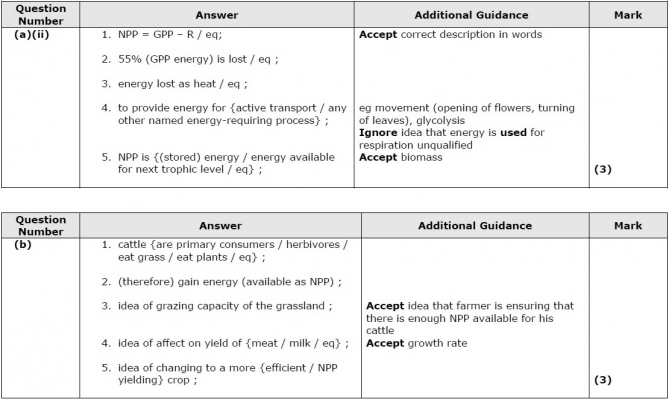 Question Number
Answer
Additional Guidance
Mark
(a)(ii)
1. NPP = GPP – R / eq;
Accept correct description in words
2. 55% (GPP energy) is lost / eq ;
3. energy lost as heat / eq ;
4. to provide energy for {active transport / any
other named energy-requiring process} ;
eg movement (opening of flowers, turning
of leaves), glycolysis
Ignore idea that energy is used for
respiration unqualified
5. NPP is {(stored) energy / energy available
for next trophic level / eq} ;
Accept biomass
(3)
Question Number
Answer
Additional Guidance
Mark
(b)
1. cattle {are primary consumers / herbivores /
eat grass / eat plants / eq} ;
2. (therefore) gain energy (available as NPP) ;
3. idea of grazing capacity of the grassland ;
Accept idea that farmer is ensuring that
there is enough NPP available for his
cattle
4. idea of affect on yield of {meat / milk / eq} ;
Accept growth rate
5. idea of changing to a more {efficient / NPP
yielding} crop ;
(3)